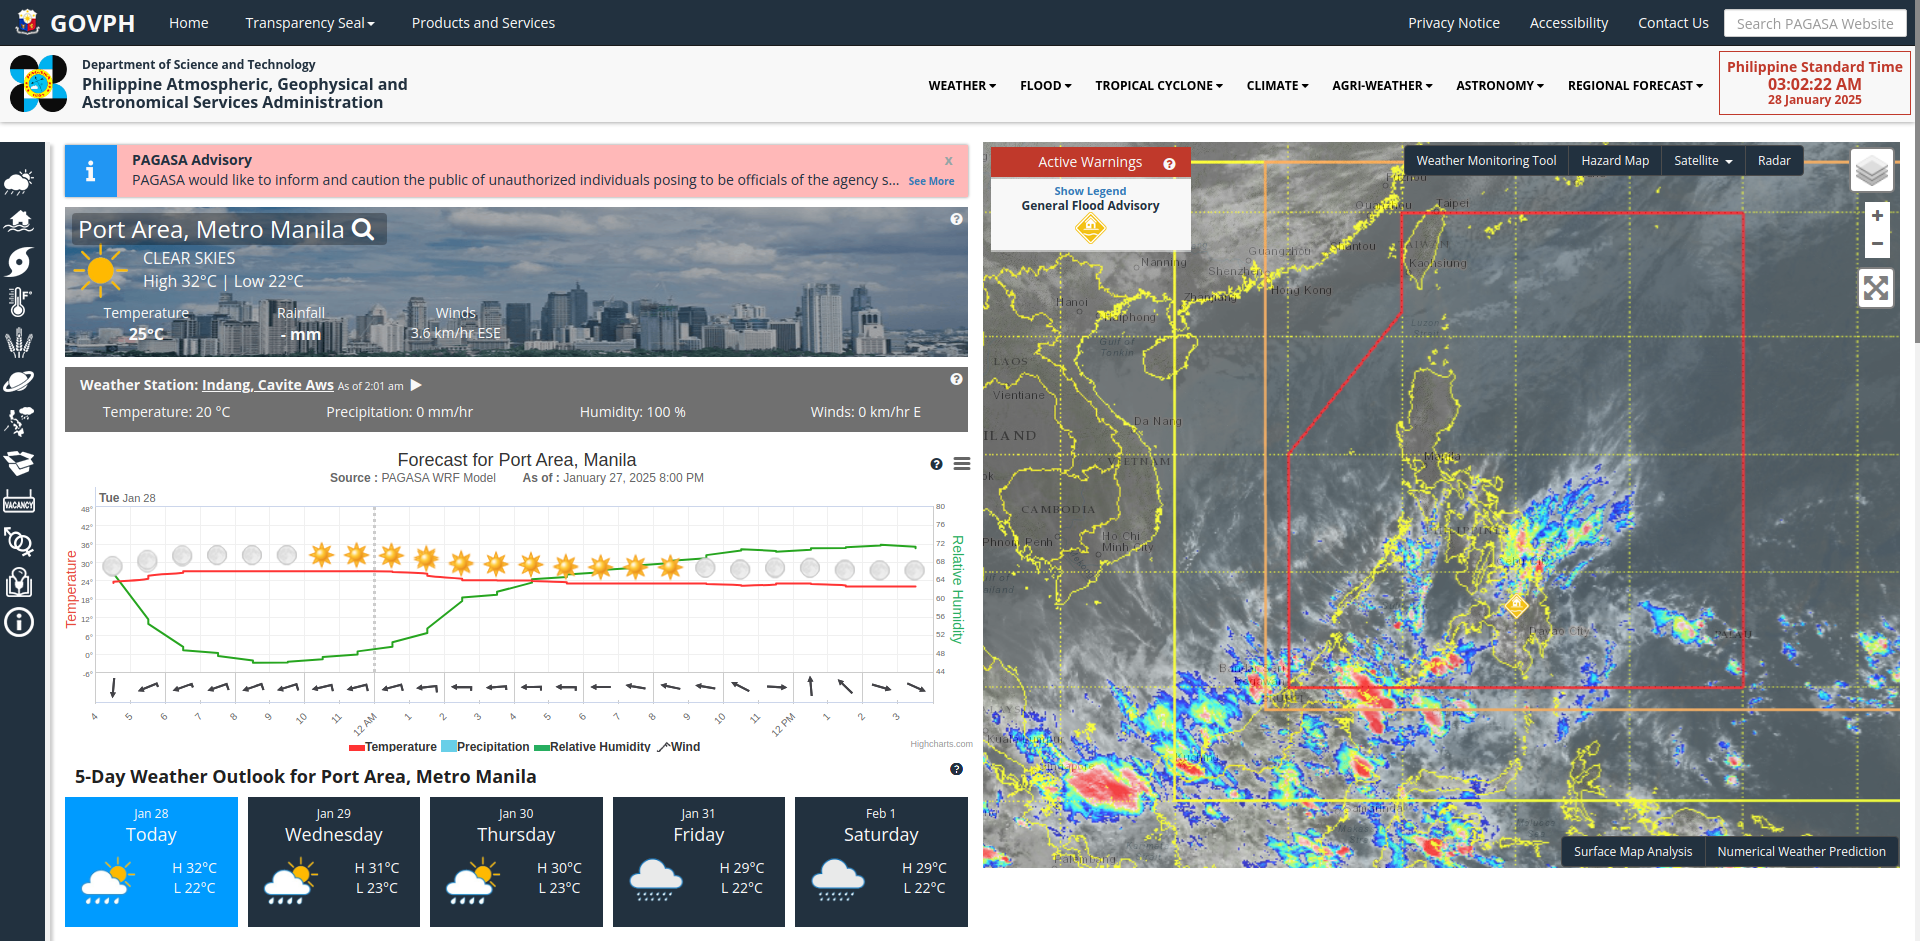 GOVPH
Home
Transparency Seal
Products and Services
Privacy Notice
Accessibility
Contact Us
Search PAGASA Website
Department of Science and Technology
Philippine Atmospheric, Geophysical and
Astronomical Services Administration
WEATHER
FLOOD
TROPICAL CYCLONE
CLIMATE
AGRI-WEATHER
ASTRONOMY
REGIONAL FORECAST
Philippine Standard Time
03:02:22 AM
28 January 2025
PAGASA Advisory
x
PAGASA would like to inform and caution the public of unauthorized individuals posing to be officials of the agency s... See More
Port Area, Metro Manila
CLEAR SKIES
High 32°C | Low 22°C
Temperature
25°C
Rainfall
- mm
Winds
3.6 km/hr ESE
Weather Station: Indang, Cavite Aws As of 2:01 am
Temperature: 20 °C
Precipitation: 0 mm/hr
Humidity: 100 %
Winds: 0 km/hr E
VACANCY
Forecast for Port Area, Manila
Source : PAGASA WRF Model
As of : January 27, 2025 8:00 PM
Tue Jan 28
Temperature
48°
42°
36°
30°
24°
18°
12°
6°
0°
-6°
80
76
72
68
64
60
56
52
48
44
Relative Humidity
4 5 6 7 8 9 10 11 12 AM 1 2 3 4 5 6 7 8 9 10 11 12 PM 1 2 3
Temperature
Precipitation
Relative Humidity
Wind
Highcharts.com
5-Day Weather Outlook for Port Area, Metro Manila
Jan 28
Today
H 32°C
L 22°C
Jan 29
Wednesday
H 31°C
L 23°C
Jan 30
Thursday
H 30°C
L 23°C
Jan 31
Friday
H 29°C
L 22°C
Feb 1
Saturday
H 29°C
L 22°C
Active Warnings
Show Legend
General Flood Advisory
Weather Monitoring Tool
Hazard Map
Satellite
Radar
+
−
Taipei
Guangzhou
Nanning
Shenzhen
Kaohsiung
Hong Kong
Hanoi
Haiphong
Gulf of
Tonkin
LAOS
Vientiane
Da Nang
VIETNAM
Manila
CAMBODIA
Phnom Penh
Ho Chi
Minh City
Davao City
PALAU
Surface Map Analysis
Numerical Weather Prediction